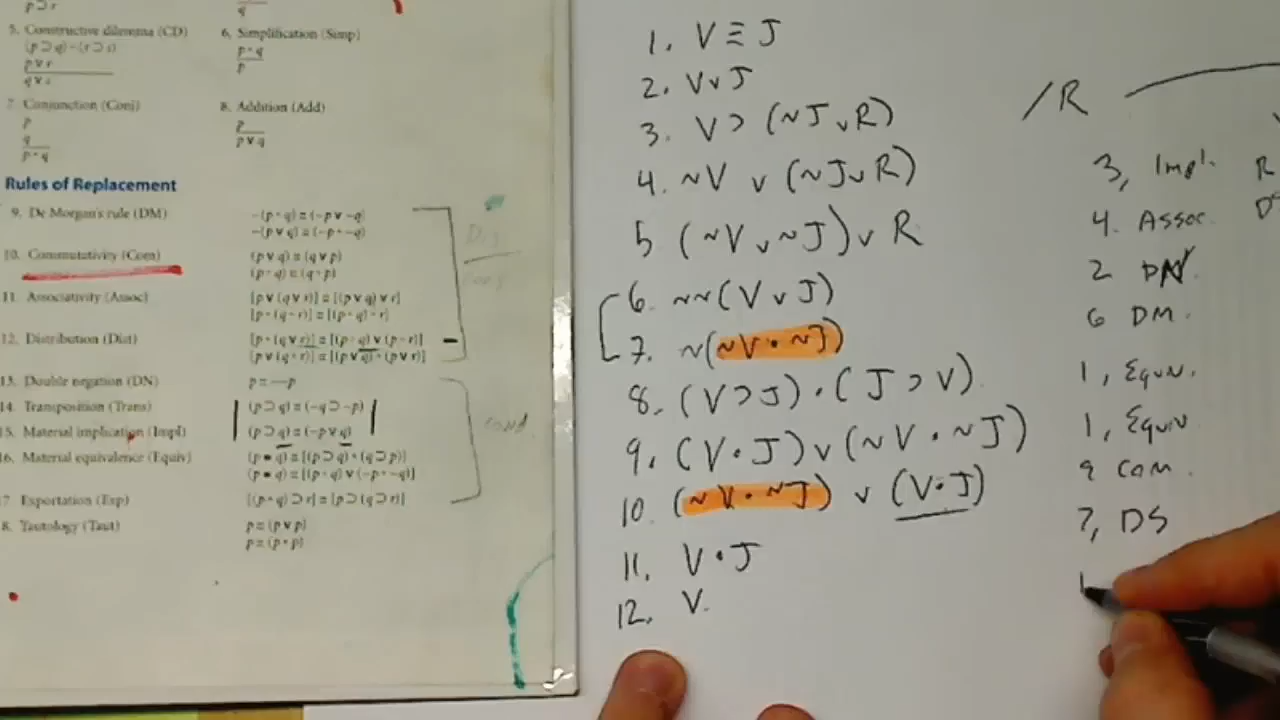 p ⊃ r
q
5. Constructive dilemma (CD)
(p ⊃ q) • (r ⊃ s)
p ∨ r
q ∨ s
6. Simplification (Simp)
p • q
p
7. Conjunction (Conj)
p
q
p • q
8. Addition (Add)
p
p ∨ q
Rules of Replacement
9. De Morgan's rule (DM)
~(p • q) ≡ (~p ∨ ~q)
~(p ∨ q) ≡ (~p • ~q)
10. Commutativity (Com)
(p ∨ q) ≡ (q ∨ p)
(p • q) ≡ (q • p)
11. Associativity (Assoc)
[p ∨ (q ∨ r)] ≡ [(p ∨ q) ∨ r]
[p • (q • r)] ≡ [(p • q) • r]
12. Distribution (Dist)
[p • (q ∨ r)] ≡ [(p • q) ∨ (p • r)]
[p ∨ (q • r)] ≡ [(p ∨ q) • (p ∨ r)]
13. Double negation (DN)
p ≡ ~~p
14. Transposition (Trans)
(p ⊃ q) ≡ (~q ⊃ ~p)
15. Material implication (Impl)
(p ⊃ q) ≡ (~p ∨ q)
16. Material equivalence (Equiv)
(p ≡ q) ≡ [(p ⊃ q) • (q ⊃ p)]
(p ≡ q) ≡ [(p • q) ∨ (~p • ~q)]
17 Exportation (Exp)
[(p • q) ⊃ r] ≡ [p ⊃ (q ⊃ r)]
8. Tautology (Taut)
p ≡ (p ∨ p)
p ≡ (p • p)
cond.
1. V ≡ J
2. V ∨ J
/R
3. V ⊃ (~J ∨ R)
4. ~V ∨ (~J ∨ R) 3, Impl. R
5 (~V ∨ ~J) ∨ R 4. Assoc.
6. ~~(V ∨ J) 2 DN
7. ~(~V • ~J) 6 DM.
8. (V ⊃ J) • (J ⊃ V) 1, Equiv.
9. (V • J) ∨ (~V • ~J) 1, Equiv
10. (~V • ~J) ∨ (V • J) 9 Com.
11. V • J 7, DS
12. V.